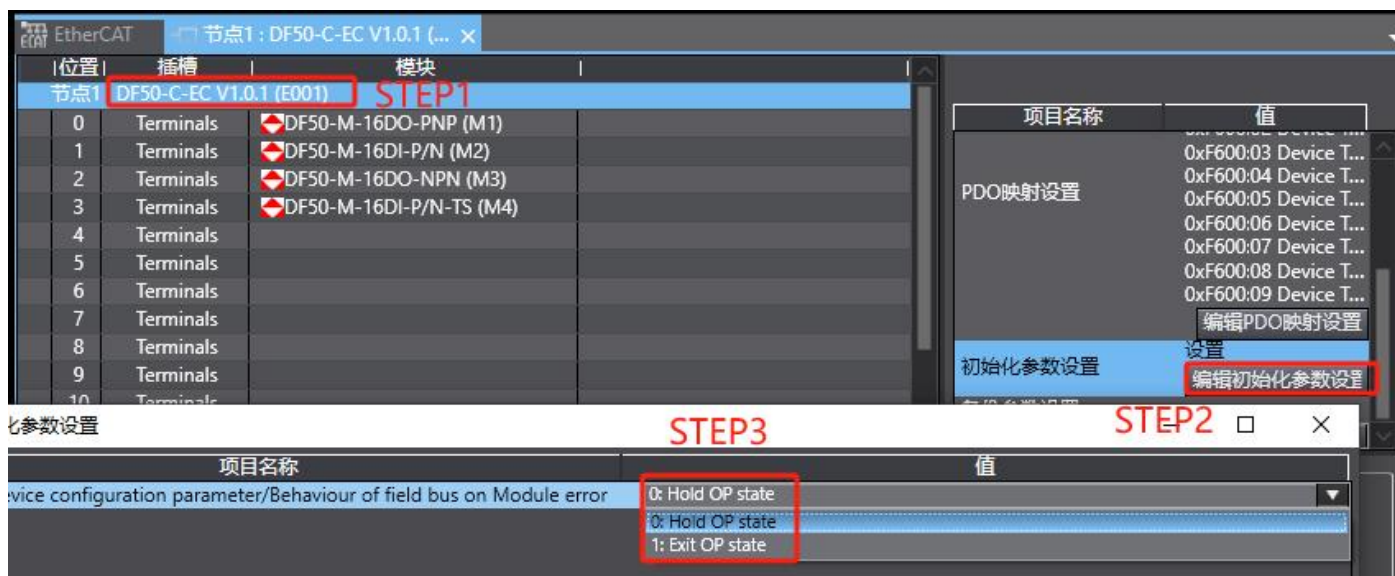 EtherCAT
节点1 : DF50-C-EC V1.0.1 (...
位置 插槽 模块
节点1 DF50-C-EC V1.0.1 (E001) STEP1
0 Terminals DF50-M-16DO-PNP (M1)
1 Terminals DF50-M-16DI-P/N (M2)
2 Terminals DF50-M-16DO-NPN (M3)
3 Terminals DF50-M-16DI-P/N-TS (M4)
4 Terminals
5 Terminals
6 Terminals
7 Terminals
8 Terminals
9 Terminals
10 Terminals
项目名称 值
PDO映射设置
0xF600:03 Device T...
0xF600:04 Device T...
0xF600:05 Device T...
0xF600:06 Device T...
0xF600:07 Device T...
0xF600:08 Device T...
0xF600:09 Device T...
编辑PDO映射设置
初始化参数设置
设置
编辑初始化参数设置
STEP2
化参数设置
STEP3
项目名称 值
evice configuration parameter/Behaviour of field bus on Module error 0: Hold OP state
0: Hold OP state
1: Exit OP state